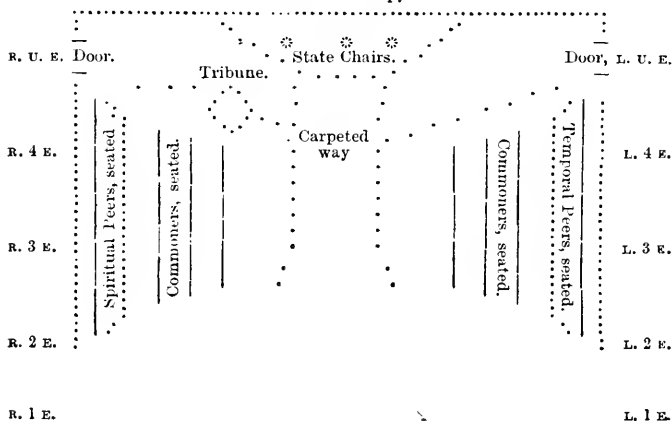 R. U. E. Door. State Chairs. Door, L. U. E.
Tribune.
Carpeted
way
R. 4 E. L. 4 E.
Spiritual Peers, seated
Commoners, seated.
Commoners, seated.
Temporal Peers, seated.
R. 3 E. L. 3 E.
R. 2 E. L. 2 E.
R. 1 E. L. 1 E.